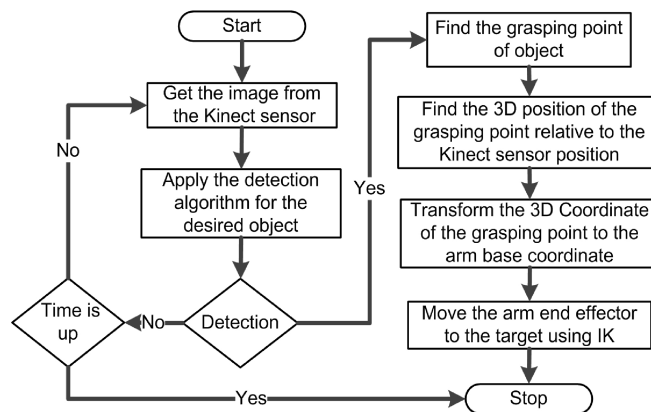 Start
Get the image from
the Kinect sensor
Apply the detection
algorithm for the
desired object
Detection
No
Time is
up
No
Yes
Yes
Find the grasping point
of object
Find the 3D position of the
grasping point relative to the
Kinect sensor position
Transform the 3D Coordinate
of the grasping point to the
arm base coordinate
Move the arm end effector
to the target using IK
Stop